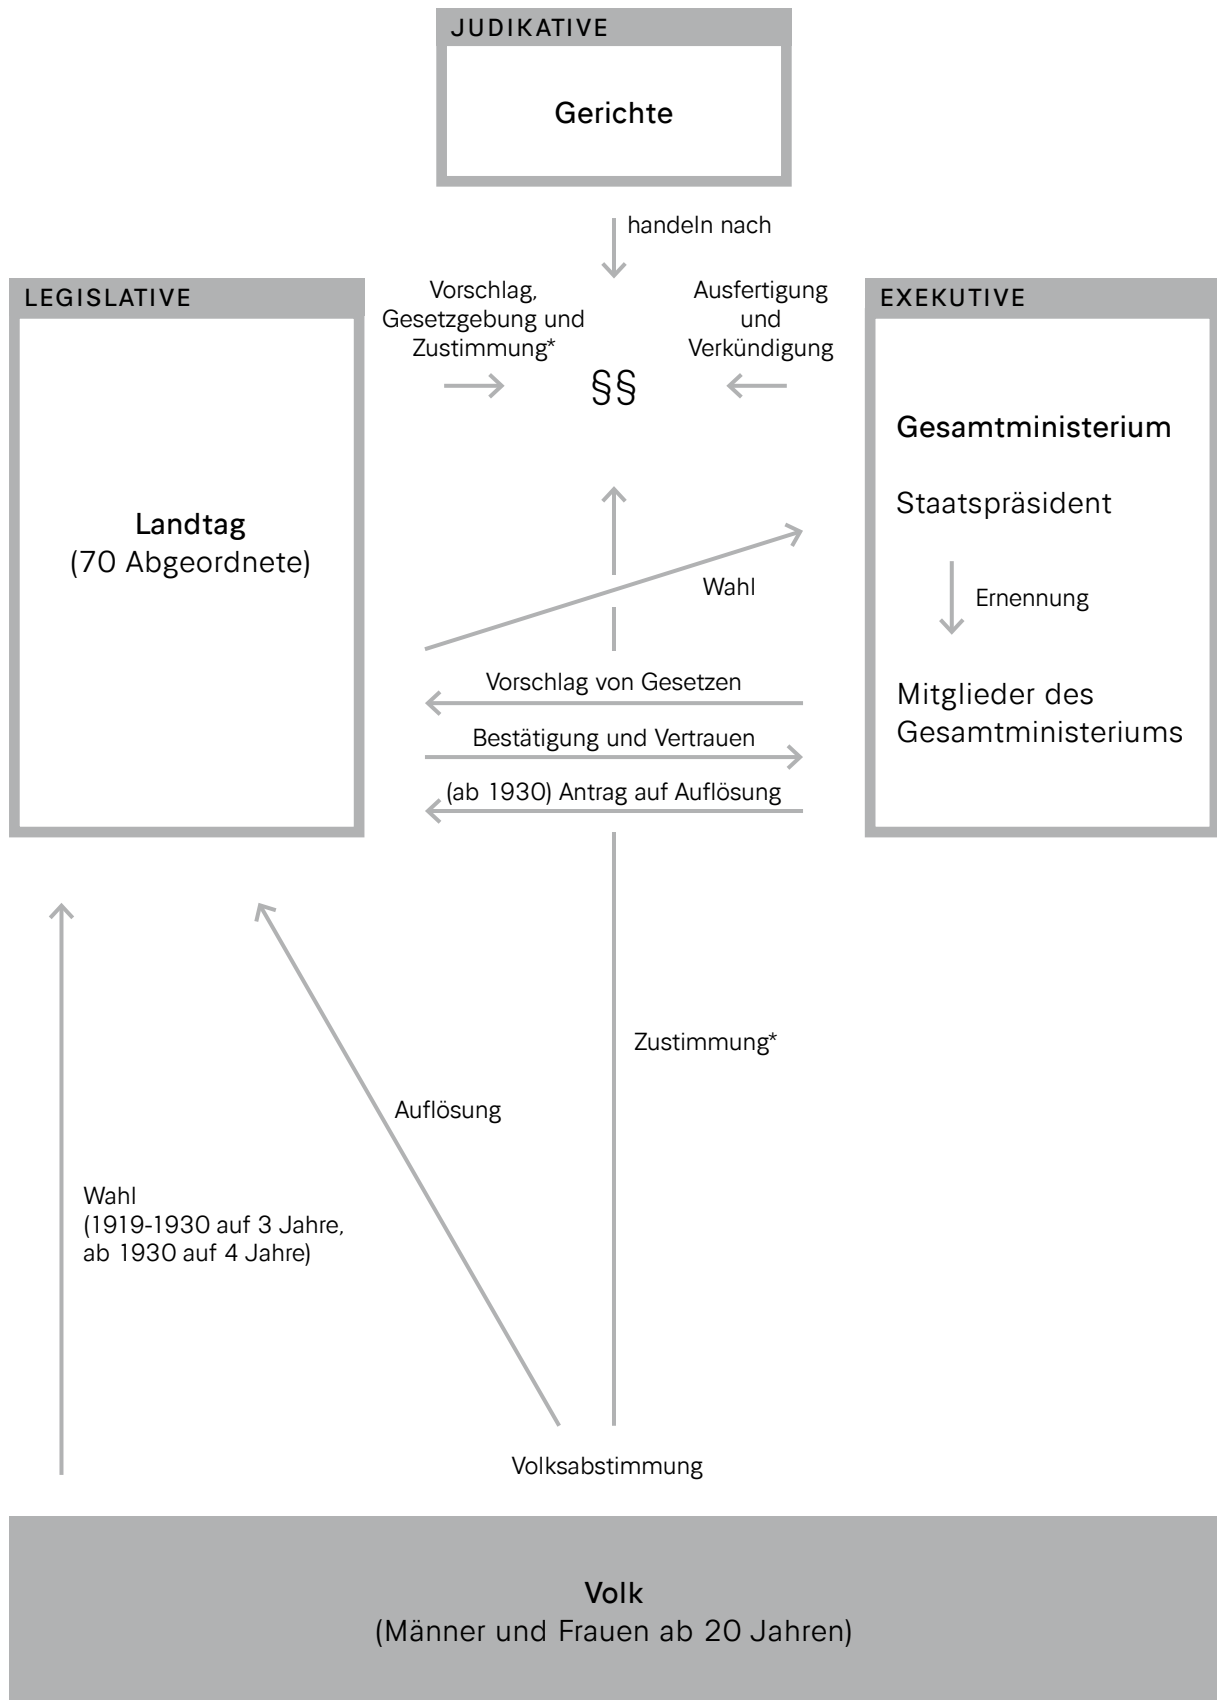 JUDIKATIVE
Gerichte
handeln nach
LEGISLATIVE
Vorschlag,
Gesetzgebung und
Zustimmung*
Ausfertigung
und
Verkündigung
EXEKUTIVE
§§
Gesamtministerium
Staatspräsident
Landtag
(70 Abgeordnete)
Wahl
Ernennung
Vorschlag von Gesetzen
Mitglieder des
Gesamtministeriums
Bestätigung und Vertrauen
(ab 1930) Antrag auf Auflösung
Zustimmung*
Auflösung
Wahl
(1919-1930 auf 3 Jahre,
ab 1930 auf 4 Jahre)
Volksabstimmung
Volk
(Männer und Frauen ab 20 Jahren)